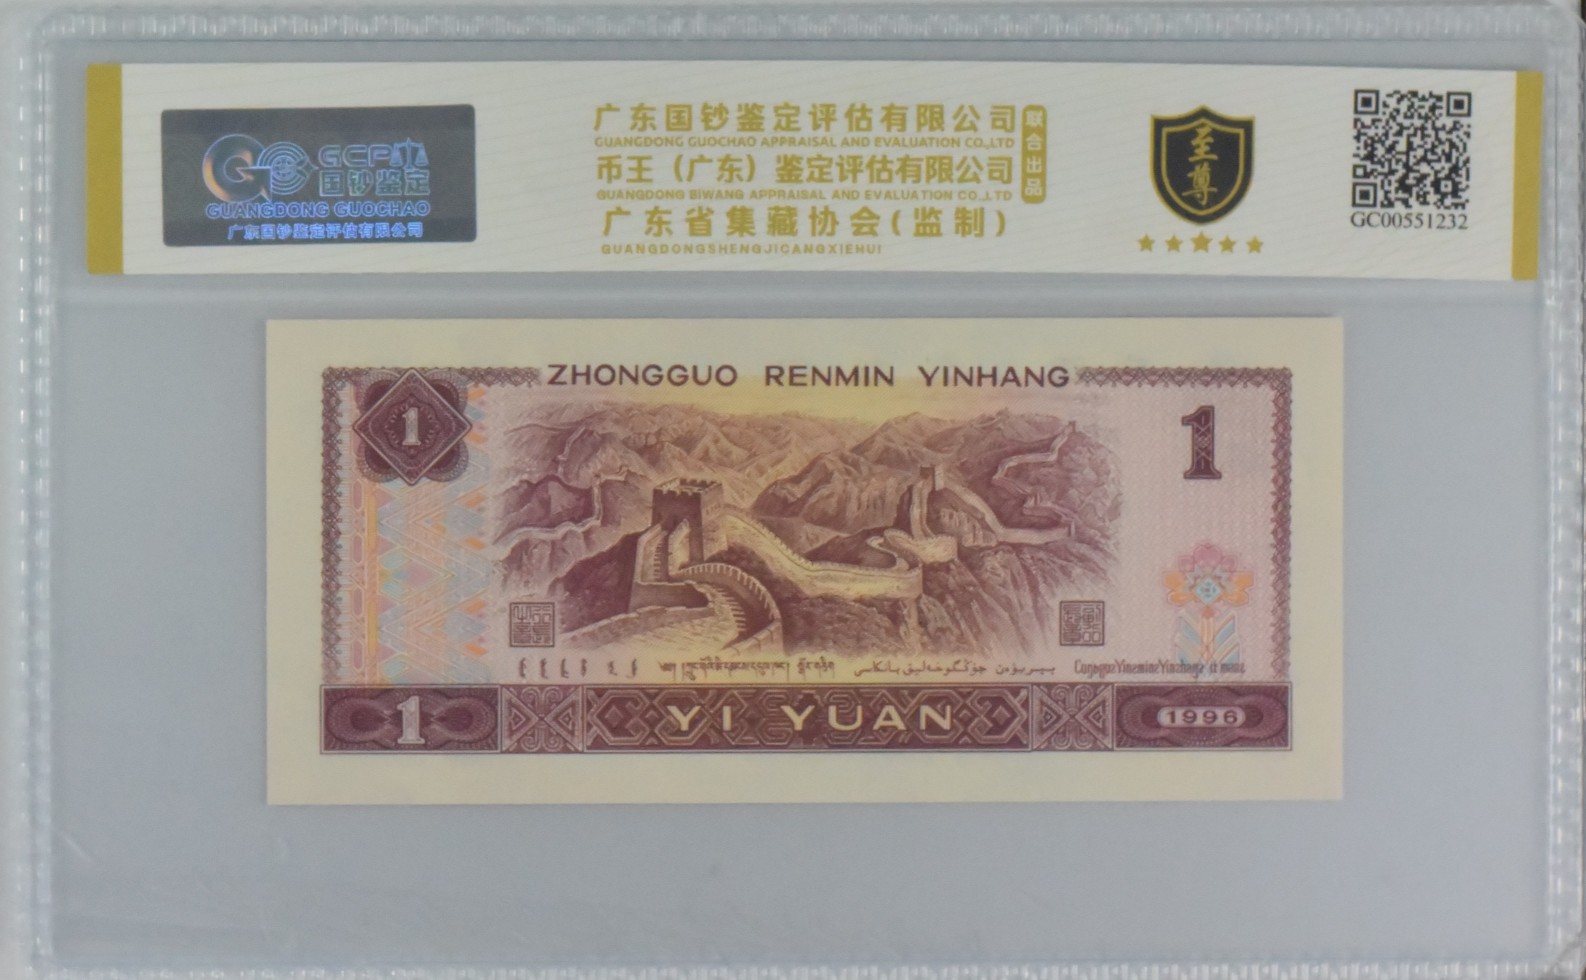 GCP
国钞鉴定
GUANGDONG GUOCHAO
广东国钞鉴定评估有限公司
广东国钞鉴定评估有限公司
GUANGDONG GUOCHAO APPRAISAL AND EVALUATION CO.,LTD
币王（广东）鉴定评估有限公司
GUANGDONG BIWANG APPRAISAL AND EVALUATION CO.,LTD
广东省集藏协会(监制)
GUANGDONGSHENGJICANGXIEHUI
联合出品
至尊
GC00551232
ZHONGGUO RENMIN YINHANG
1
1
1 YI YUAN 1996